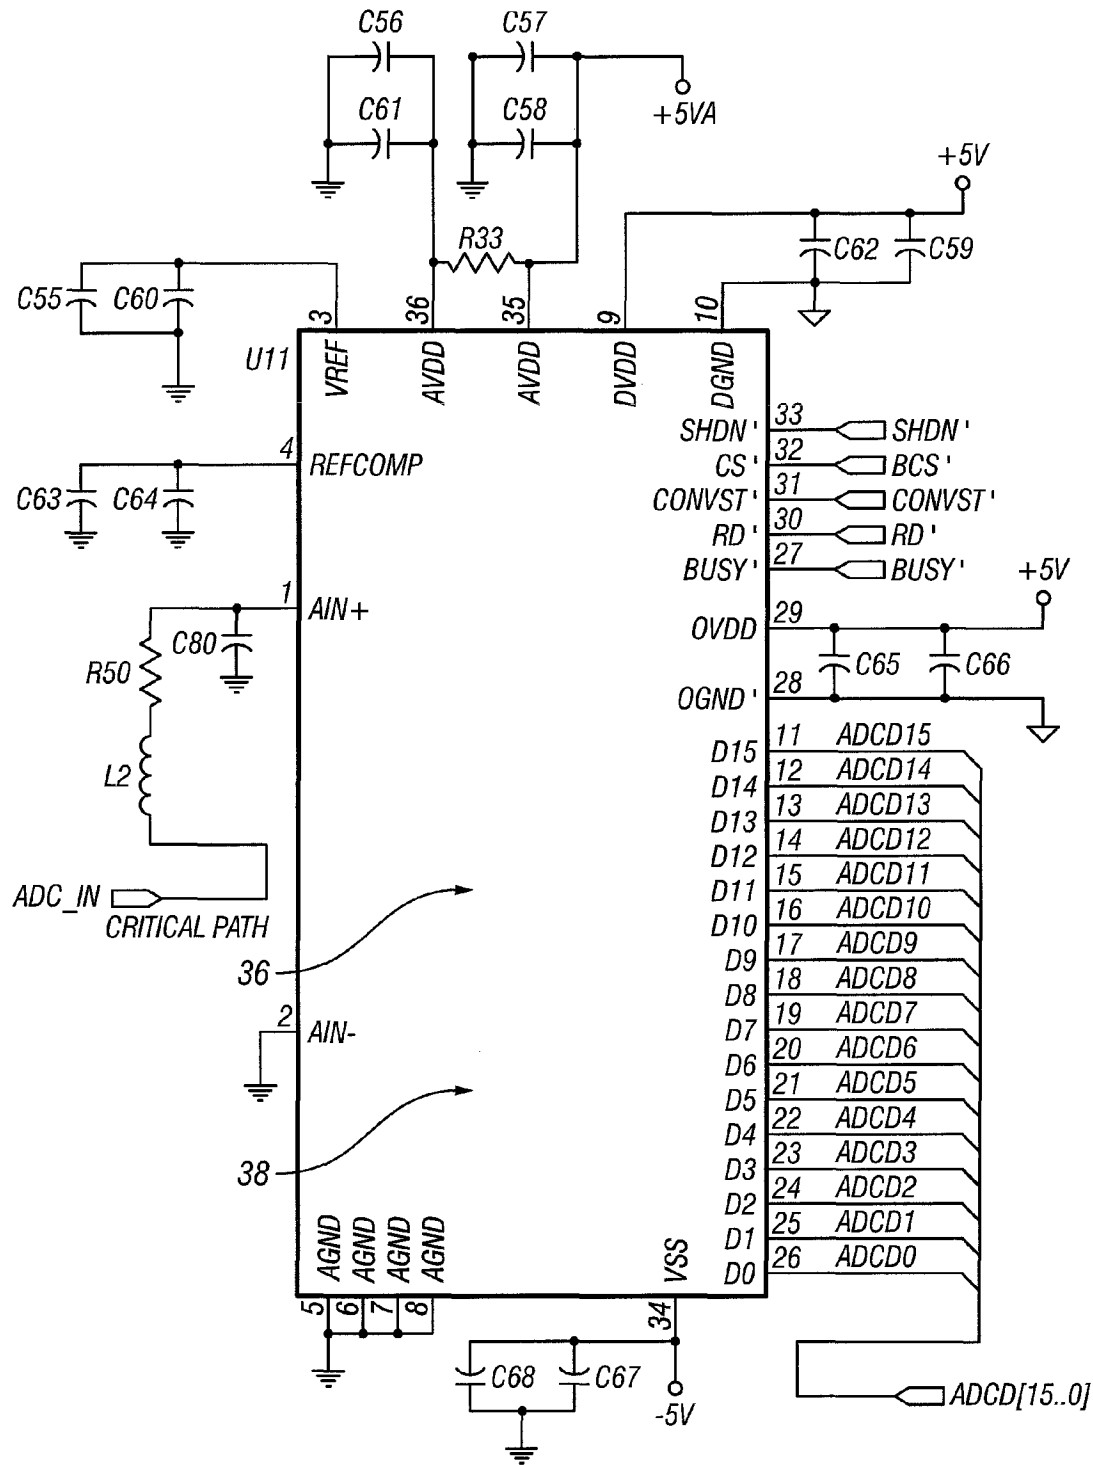 C56
C57
C61
C58
+5VA
+5V
R33
C62
C59
C55
C60
3
36
35
9
10
U11
VREF
AVDD
AVDD
DVDD
DGND
SHDN' 33 SHDN'
4 REFCOMP
CS' 32 BCS'
C63
C64
CONVST' 31 CONVST'
RD' 30 RD'
BUSY' 27 BUSY'
+5V
1 AIN+
OVDD 29
C80
R50
C65
C66
OGND' 28
L2
D15 11 ADCD15
D14 12 ADCD14
D13 13 ADCD13
D12 14 ADCD12
D11 15 ADCD11
ADC_IN
CRITICAL PATH
D10 16 ADCD10
D9 17 ADCD9
36
D8 18 ADCD8
2 AIN-
D7 19 ADCD7
D6 20 ADCD6
D5 21 ADCD5
D4 22 ADCD4
38
D3 23 ADCD3
D2 24 ADCD2
D1 25 ADCD1
D0 26 ADCD0
AGND
AGND
AGND
AGND
VSS
5
6
7
8
34
C68
C67
-5V
ADCD[15..0]